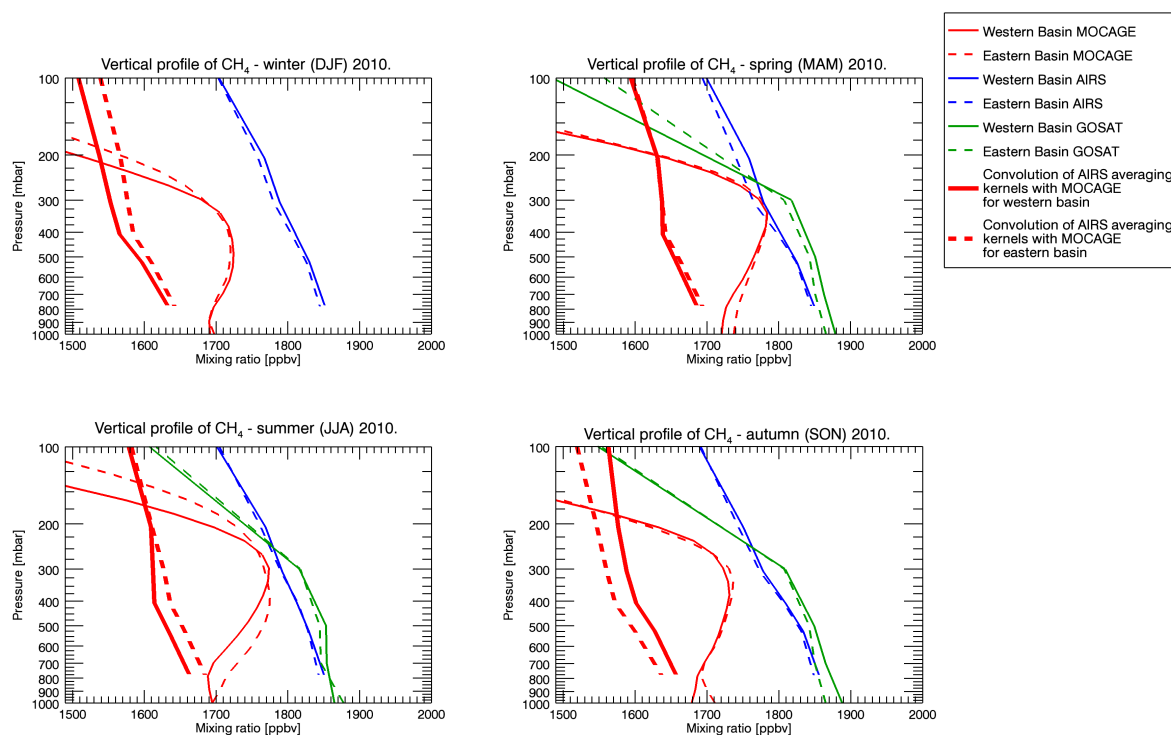 Vertical profile of CH4 - winter (DJF) 2010.
100
200
300
400
500
600
700
800
900
1000
Pressure [mbar]
1500 1600 1700 1800 1900 2000
Mixing ratio [ppbv]
Vertical profile of CH4 - spring (MAM) 2010.
100
200
300
400
500
600
700
800
900
1000
Pressure [mbar]
1500 1600 1700 1800 1900 2000
Mixing ratio [ppbv]
Western Basin MOCAGE
Eastern Basin MOCAGE
Western Basin AIRS
Eastern Basin AIRS
Western Basin GOSAT
Eastern Basin GOSAT
Convolution of AIRS averaging
kernels with MOCAGE
for western basin
Convolution of AIRS averaging
kernels with MOCAGE
for eastern basin
Vertical profile of CH4 - summer (JJA) 2010.
100
200
300
400
500
600
700
800
900
1000
Pressure [mbar]
1500 1600 1700 1800 1900 2000
Mixing ratio [ppbv]
Vertical profile of CH4 - autumn (SON) 2010.
100
200
300
400
500
600
700
800
900
1000
Pressure [mbar]
1500 1600 1700 1800 1900 2000
Mixing ratio [ppbv]